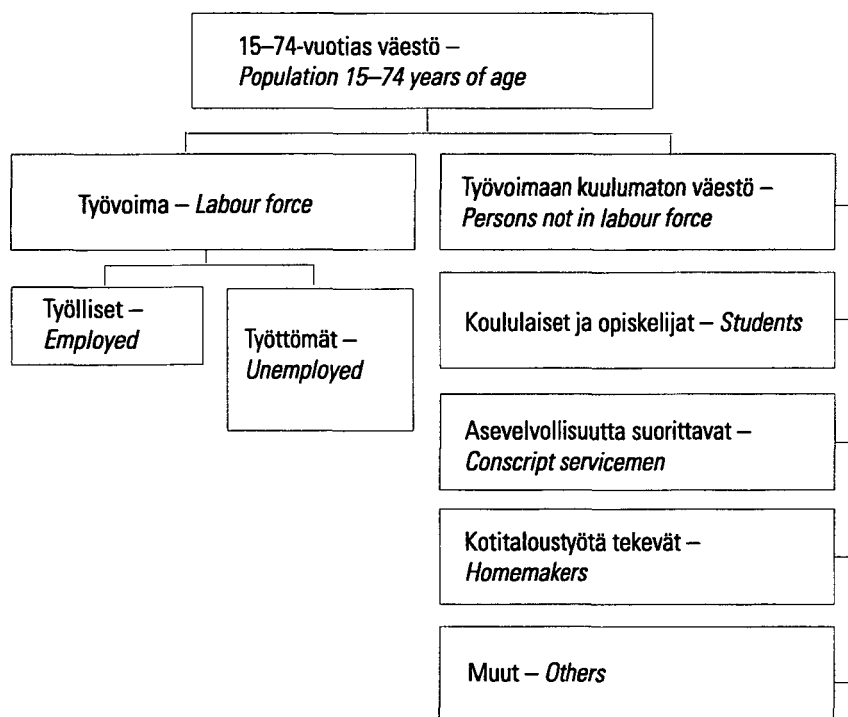 15–74-vuotias väestö –
Population 15–74 years of age
Työvoima – Labour force
Työvoimaan kuulumaton väestö –
Persons not in labour force
Työlliset –
Employed
Työttömät –
Unemployed
Koululaiset ja opiskelijat – Students
Asevelvollisuutta suorittavat –
Conscript servicemen
Kotitaloustyötä tekevät –
Homemakers
Muut – Others